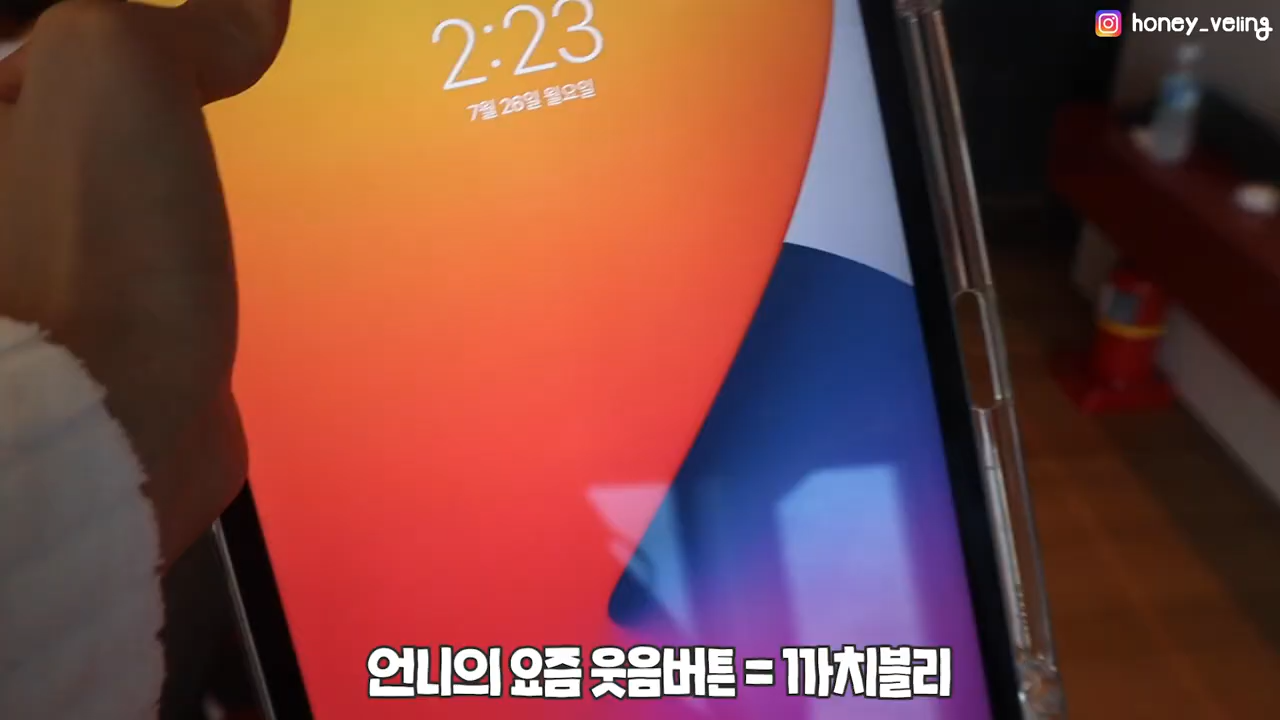 honey_veling
2:23
7월 26일 월요일
언니의 요즘 웃음버튼 = 1까치블리